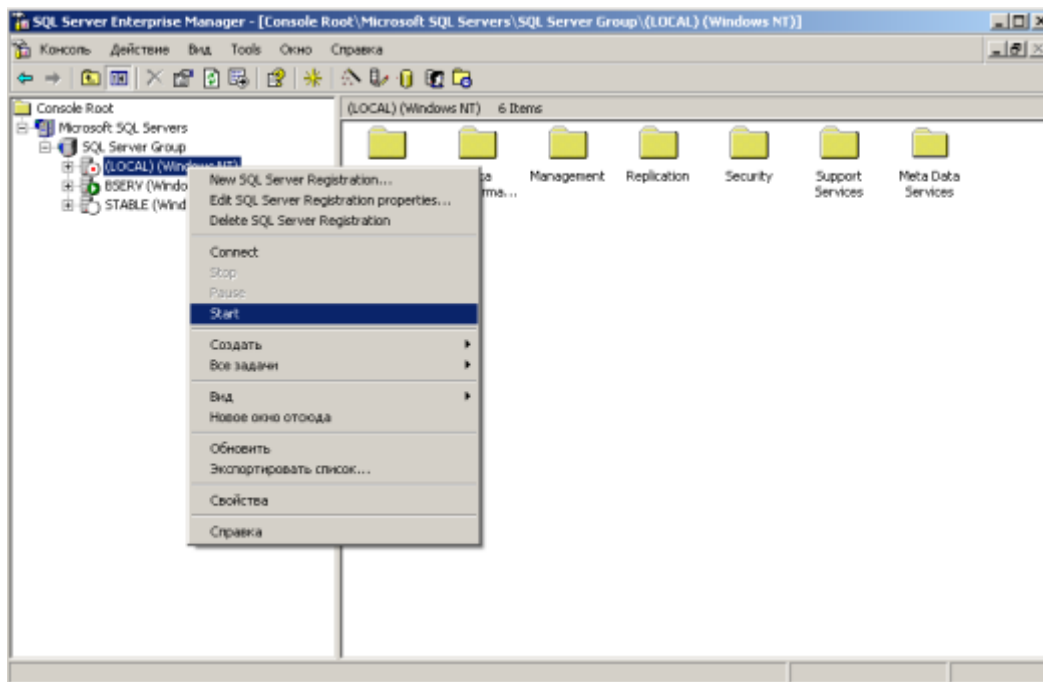 SQL Server Enterprise Manager - [Console Root\Microsoft SQL Servers\SQL Server Group\(LOCAL) (Windows NT)]
Консоль Действие Вид Tools Окно Справка
Console Root
(LOCAL) (Windows NT) 6 Items
Microsoft SQL Servers
SQL Server Group
(LOCAL) (Windows NT)
BSERV (Windo
STABLE (Wind
New SQL Server Registration...
Edit SQL Server Registration properties...
Delete SQL Server Registration
Connect
Stop
Pause
Start
Создать
Все задачи
Вид
Новое окно отсюда
Обновить
Экспортировать список...
Свойства
Справка
Management
Replication
Security
Support
Services
Meta Data
Services